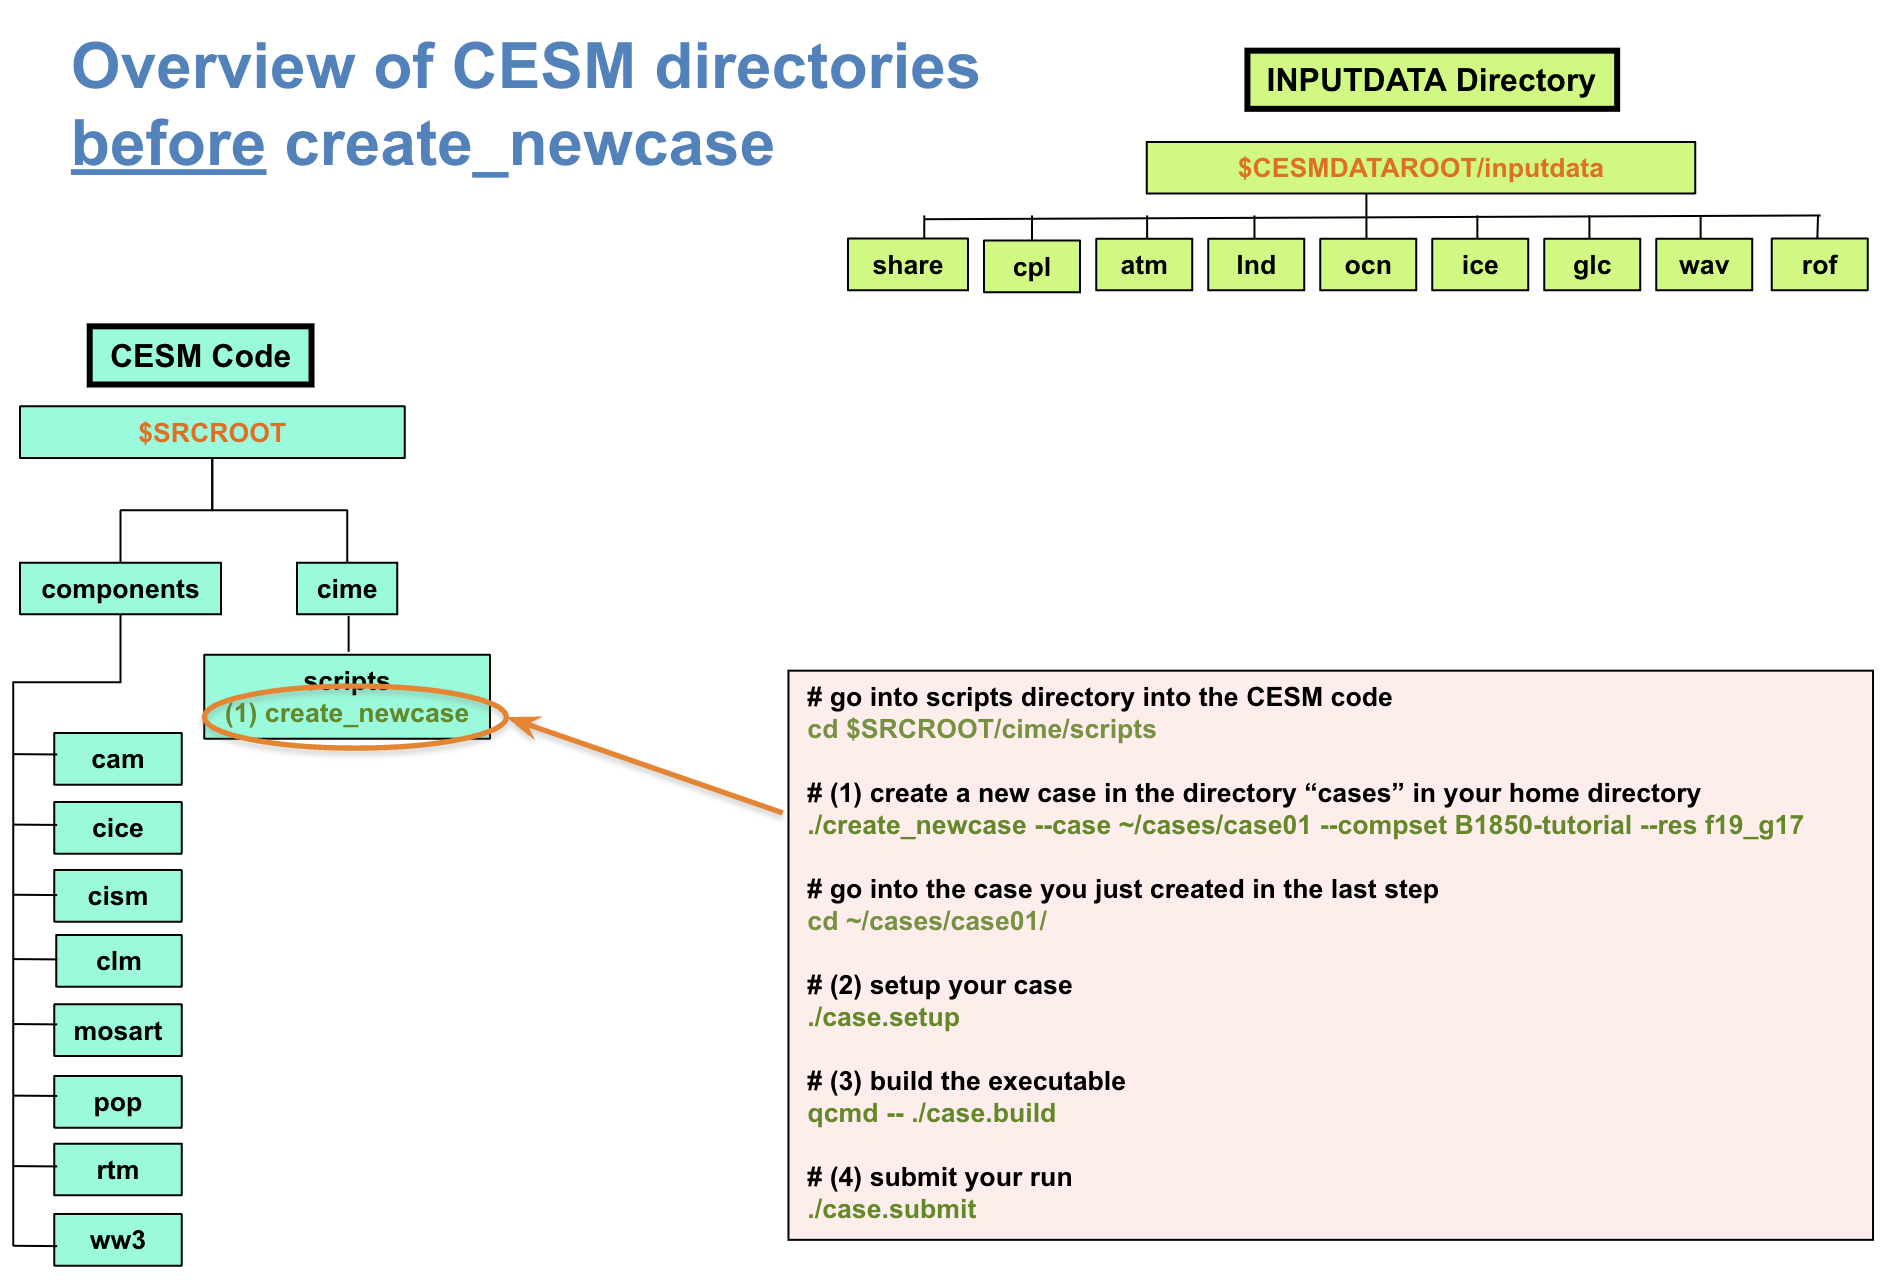 Overview of CESM directories
before create_newcase
INPUTDATA Directory
$CESMDATAROOT/inputdata
share cpl atm lnd ocn ice glc wav rof
CESM Code
$SRCROOT
components cime
scripts
(1) create_newcase
cam
cice
cism
clm
mosart
pop
rtm
ww3
# go into scripts directory into the CESM code
cd $SRCROOT/cime/scripts
# (1) create a new case in the directory “cases” in your home directory
./create_newcase --case ~/cases/case01 --compset B1850-tutorial --res f19_g17
# go into the case you just created in the last step
cd ~/cases/case01/
# (2) setup your case
./case.setup
# (3) build the executable
qcmd -- ./case.build
# (4) submit your run
./case.submit